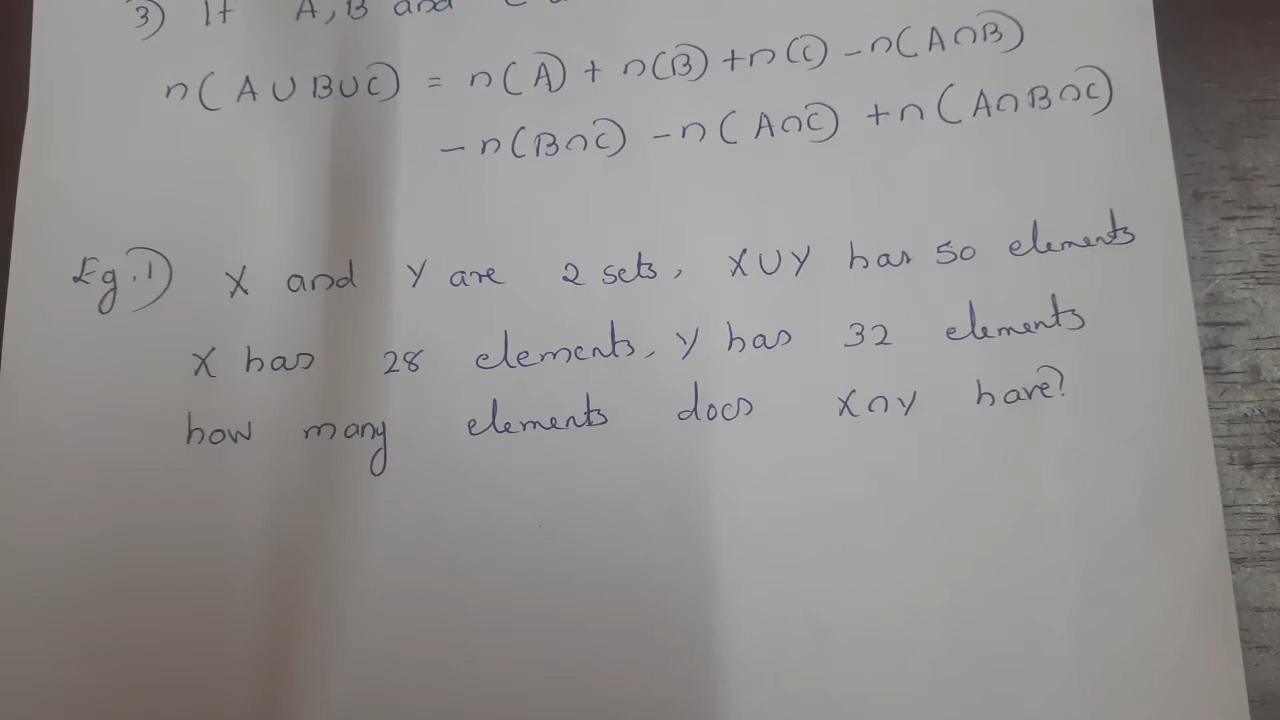 3) If A, B and
n(A ∪ B∪C) = n(A) + n(B) + n(C) - n(A∩B)
- n(B∩C) - n(A∩C) + n(A∩B∩C)
Eg.1) X and Y are 2 sets, X∪Y has 50 elements
X has 28 elements, Y has 32 elements
how many elements does X∩Y have?